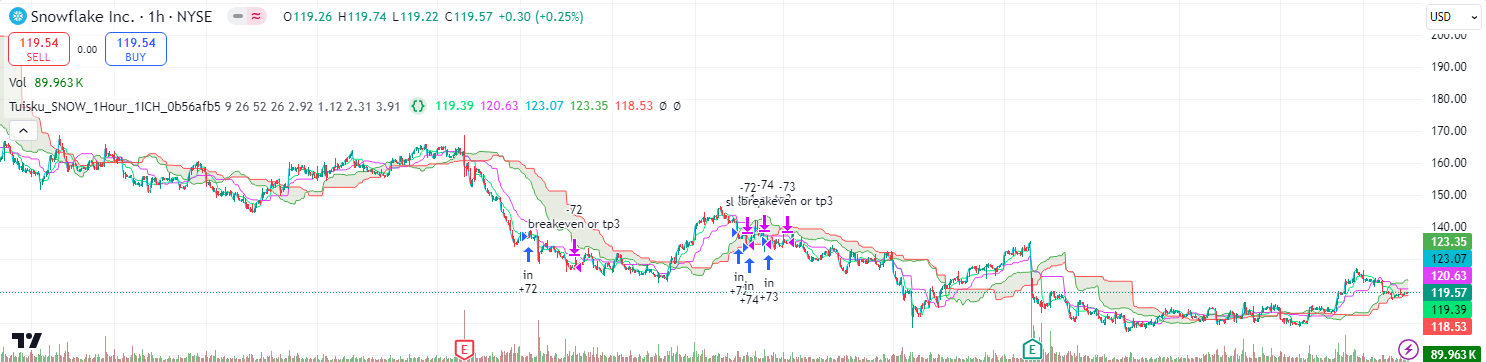 Snowflake Inc. · 1h · NYSE O119.26 H119.74 L119.22 C119.57 +0.30 (+0.25%)
USD
200.00
119.54 0.00 119.54
SELL BUY
190.00
Vol 89.963 K
180.00
Tuisku_SNOW_1Hour_1ICH_0b56afb5 9 26 52 26 2.92 1.12 2.31 3.91 {} 119.39 120.63 123.07 123.35 118.53 Ø Ø
170.00
160.00
150.00
140.00
-72
breakeven or tp3
in
+72
-72 -74 -73
breakeven or tp3
in
in
+74
in
+73
123.35
123.07
120.63
119.57
119.39
118.53
89.963 K
E
E